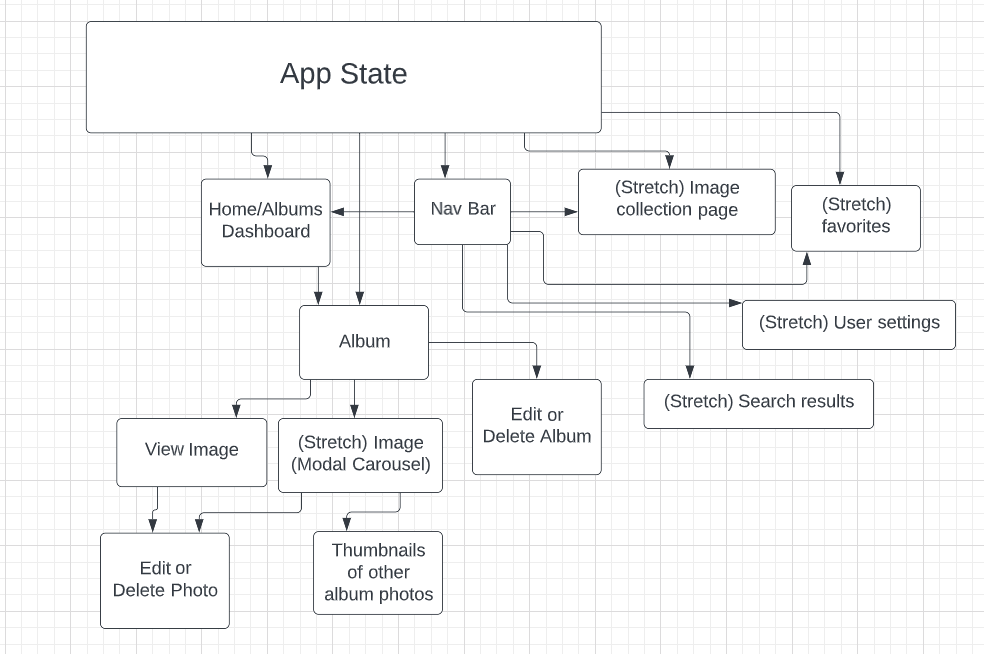 App State
Home/Albums
Dashboard
Nav Bar
(Stretch) Image
collection page
(Stretch)
favorites
(Stretch) User settings
Album
(Stretch) Search results
Edit or
Delete Album
View Image
(Stretch) Image
(Modal Carousel)
Edit or
Delete Photo
Thumbnails
of other
album photos